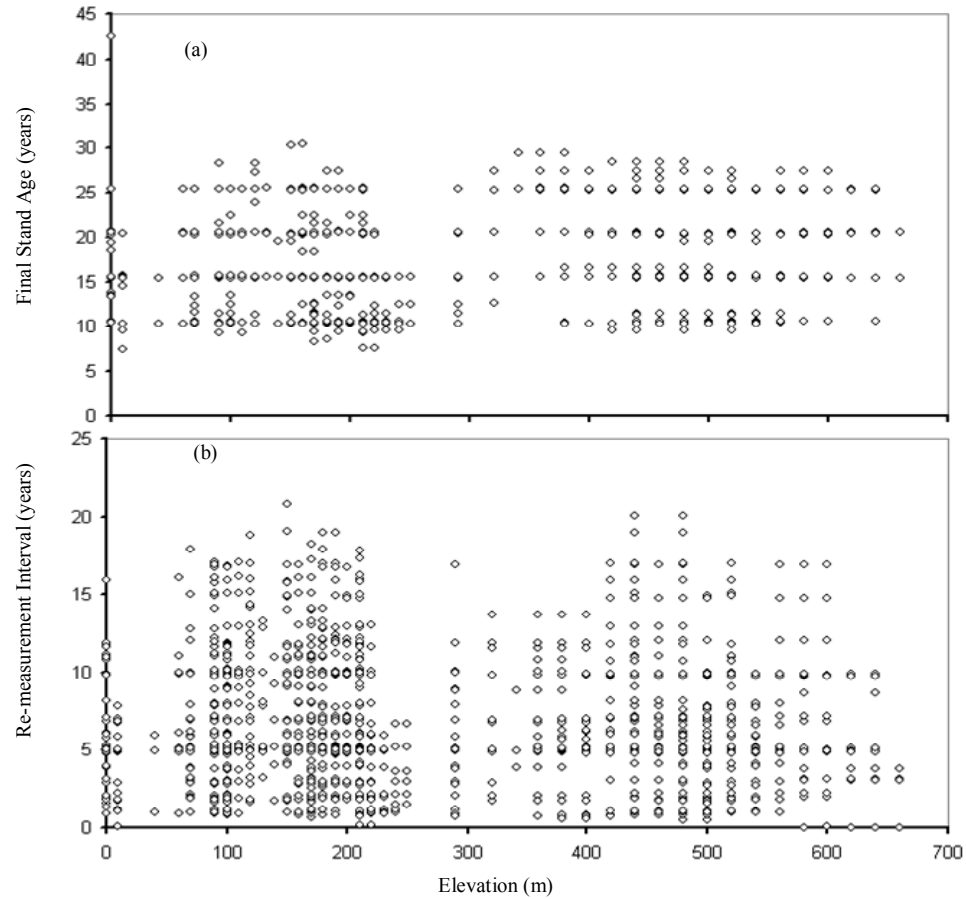 45
40
35
30
25
20
15
10
5
0
(a)
Final Stand Age (years)
25
20
15
10
5
0
(b)
Re-measurement Interval (years)
0 100 200 300 400 500 600 700
Elevation (m)